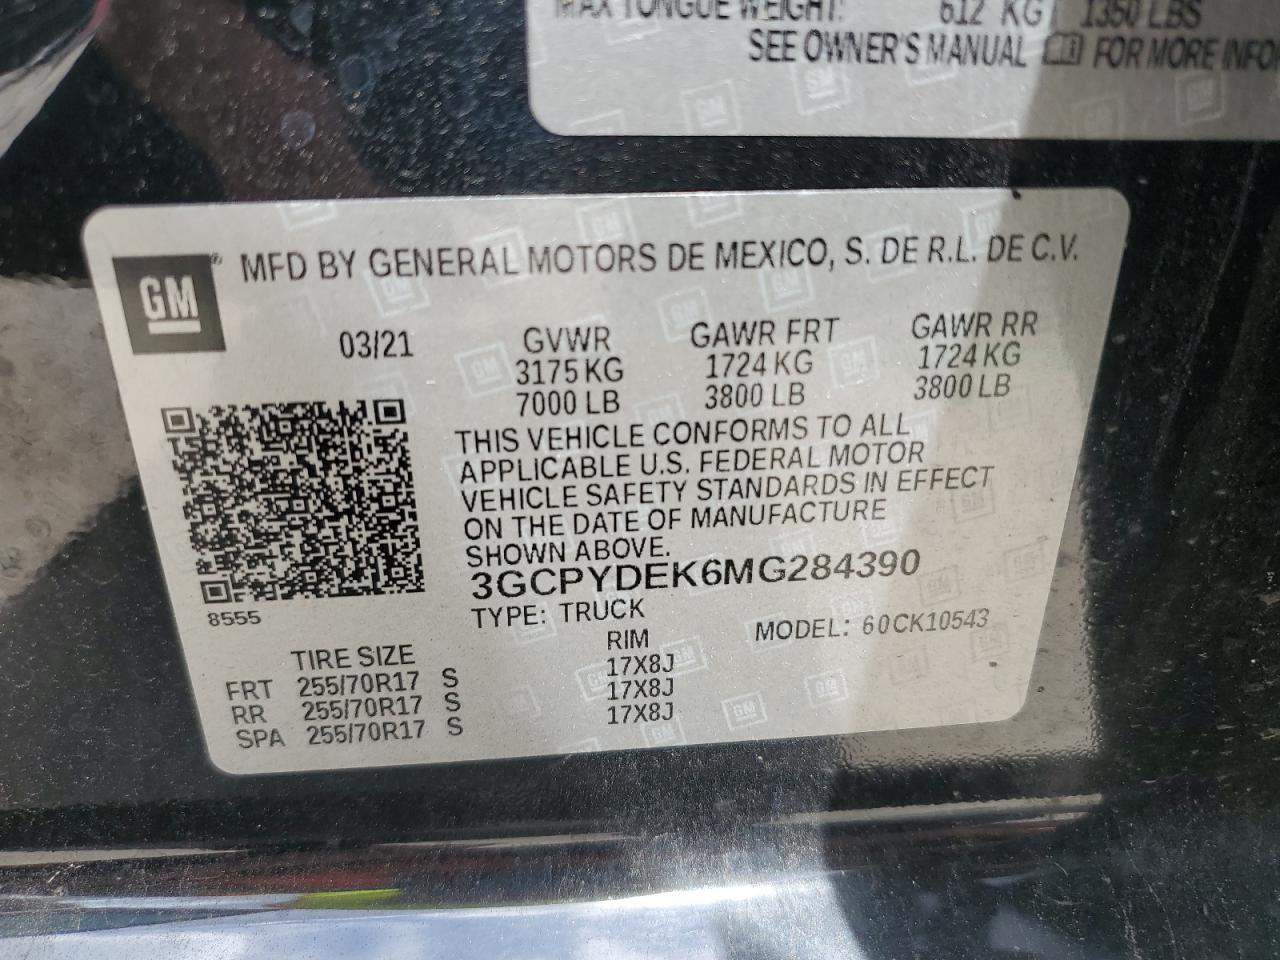 MAX TONGUE WEIGHT: 612 KG 1350 LBS
SEE OWNER'S MANUAL FOR MORE INFOR
GM
MFD BY GENERAL MOTORS DE MEXICO, S. DE R.L. DE C.V.
03/21 GVWR GAWR FRT GAWR RR
3175 KG 1724 KG 1724 KG
7000 LB 3800 LB 3800 LB
THIS VEHICLE CONFORMS TO ALL
APPLICABLE U.S. FEDERAL MOTOR
VEHICLE SAFETY STANDARDS IN EFFECT
ON THE DATE OF MANUFACTURE
SHOWN ABOVE.
3GCPYDEK6MG284390
8555
TYPE: TRUCK MODEL: 60CK10543
TIRE SIZE RIM
FRT 255/70R17 S 17X8J
RR 255/70R17 S 17X8J
SPA 255/70R17 S 17X8J